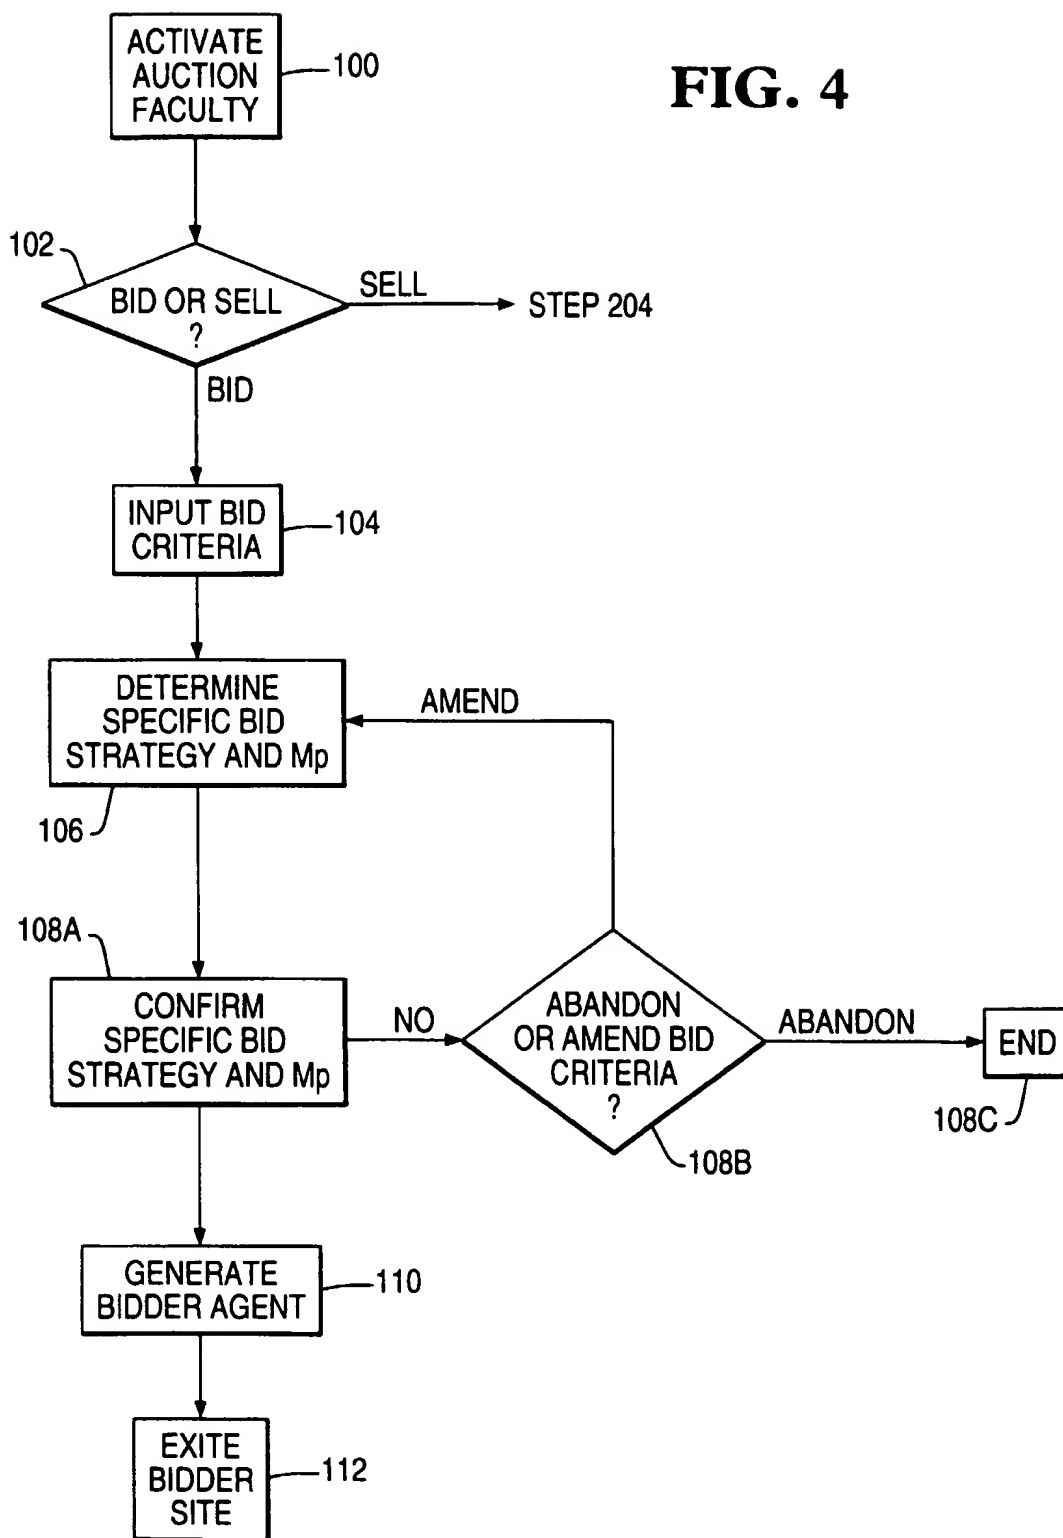 ACTIVATE
AUCTION
FACULTY
100
FIG. 4
102
BID OR SELL
?
SELL
STEP 204
BID
INPUT BID
CRITERIA
104
DETERMINE
SPECIFIC BID
STRATEGY AND Mp
AMEND
106
108A
CONFIRM
SPECIFIC BID
STRATEGY AND Mp
NO
ABANDON
OR AMEND BID
CRITERIA
?
ABANDON
END
108C
108B
GENERATE
BIDDER AGENT
110
EXITE
BIDDER
SITE
112